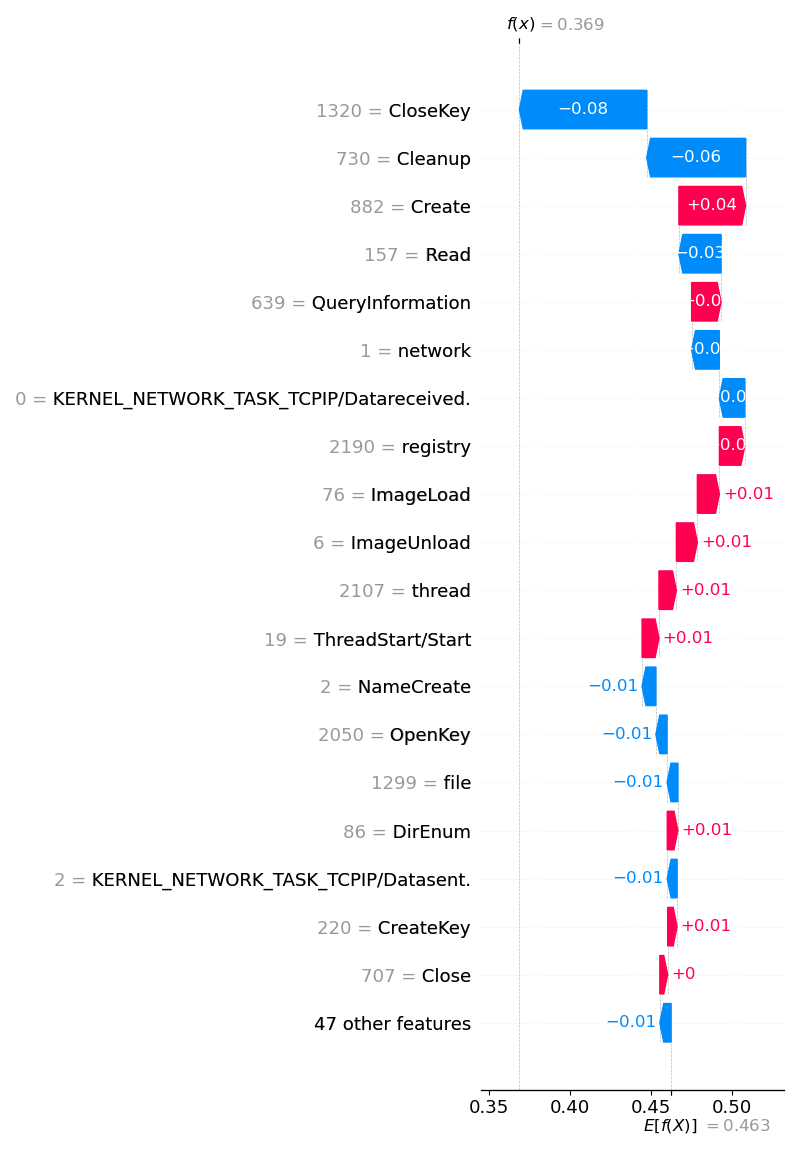 f(x) = 0.369
1320 = CloseKey −0.08
730 = Cleanup −0.06
882 = Create +0.04
157 = Read −0.03
639 = QueryInformation
1 = network
0 = KERNEL_NETWORK_TASK_TCPIP/Datareceived.
2190 = registry
76 = ImageLoad +0.01
6 = ImageUnload +0.01
2107 = thread +0.01
19 = ThreadStart/Start +0.01
2 = NameCreate −0.01
2050 = OpenKey −0.01
1299 = file −0.01
86 = DirEnum +0.01
2 = KERNEL_NETWORK_TASK_TCPIP/Datasent. −0.01
220 = CreateKey +0.01
707 = Close +0
47 other features −0.01
0.35 0.40 0.45 0.50
E[f(X)] = 0.463